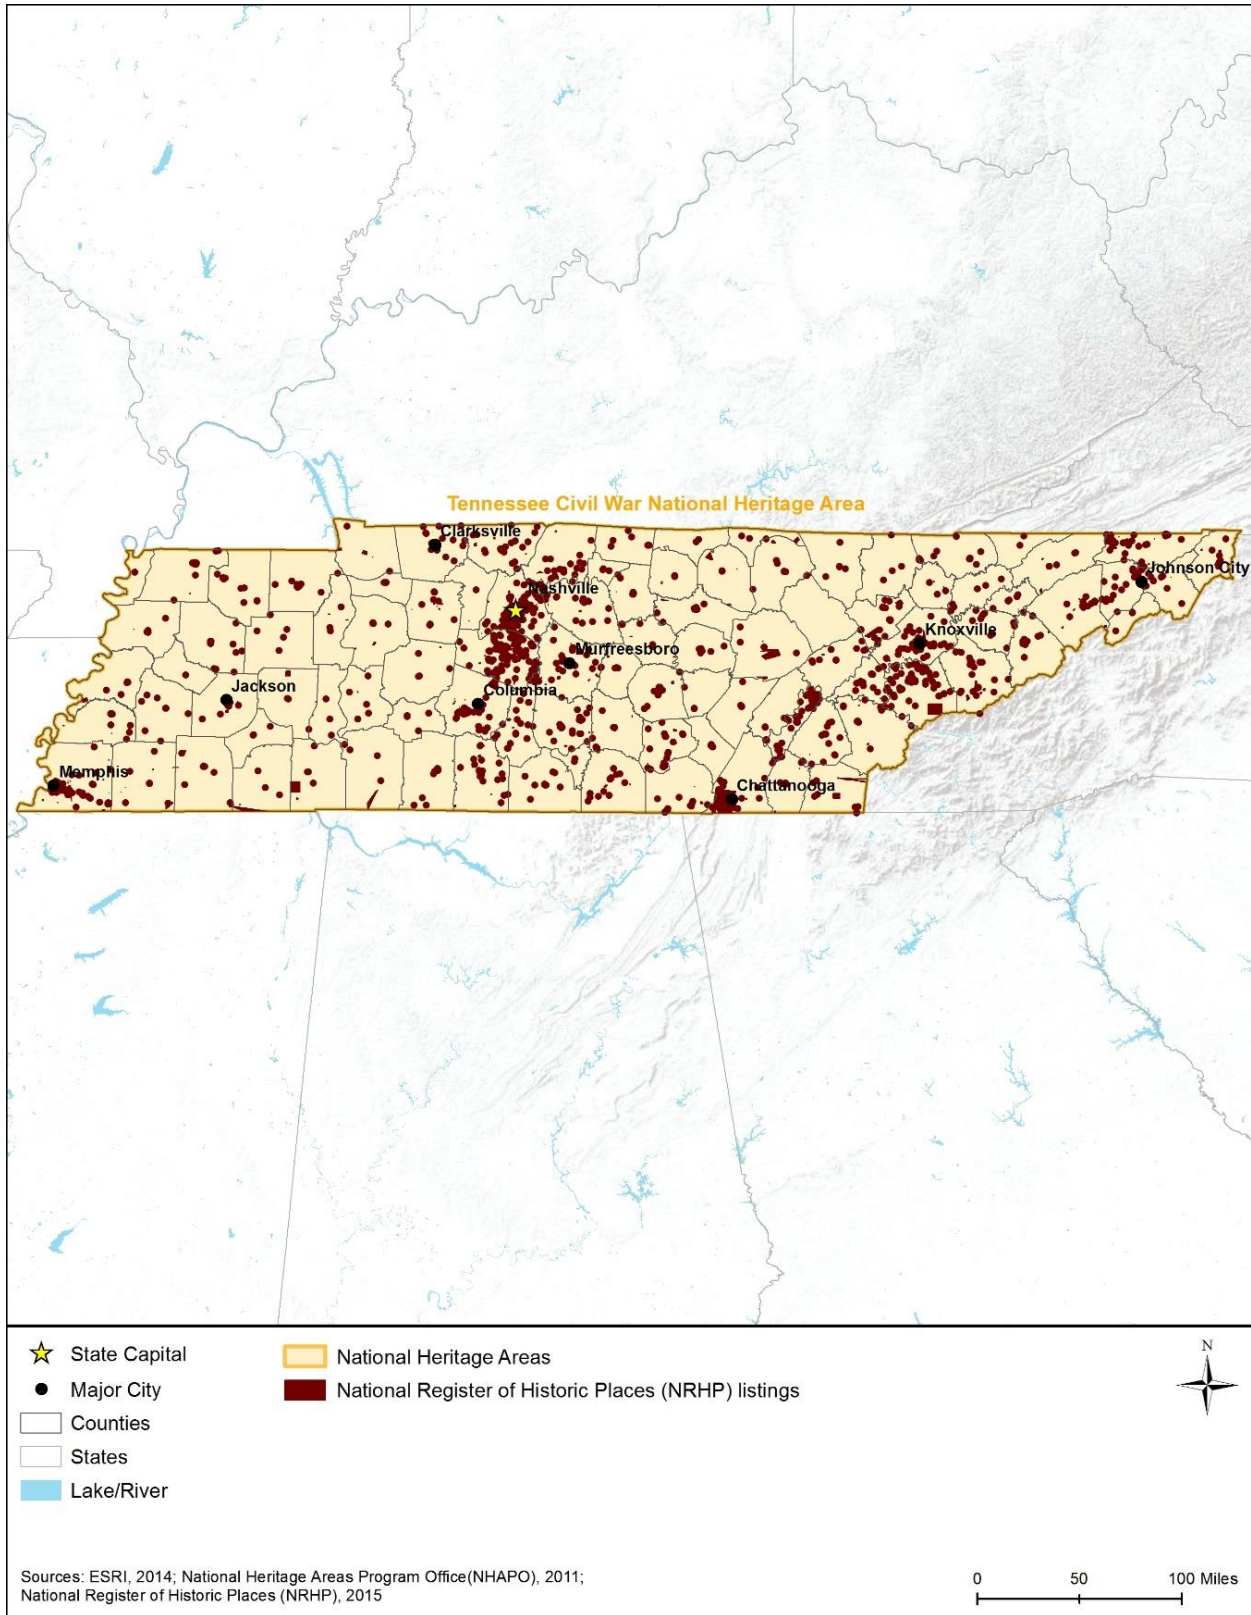 Tennessee Civil War National Heritage Area
Clarksville
Nashville
Johnson City
Knoxville
Murfreesboro
Jackson
Columbia
Memphis
Chattanooga
State Capital
Major City
Counties
States
Lake/River
National Heritage Areas
National Register of Historic Places (NRHP) listings
N
Sources: ESRI, 2014; National Heritage Areas Program Office(NHAPO), 2011;
National Register of Historic Places (NRHP), 2015
0 50 100 Miles